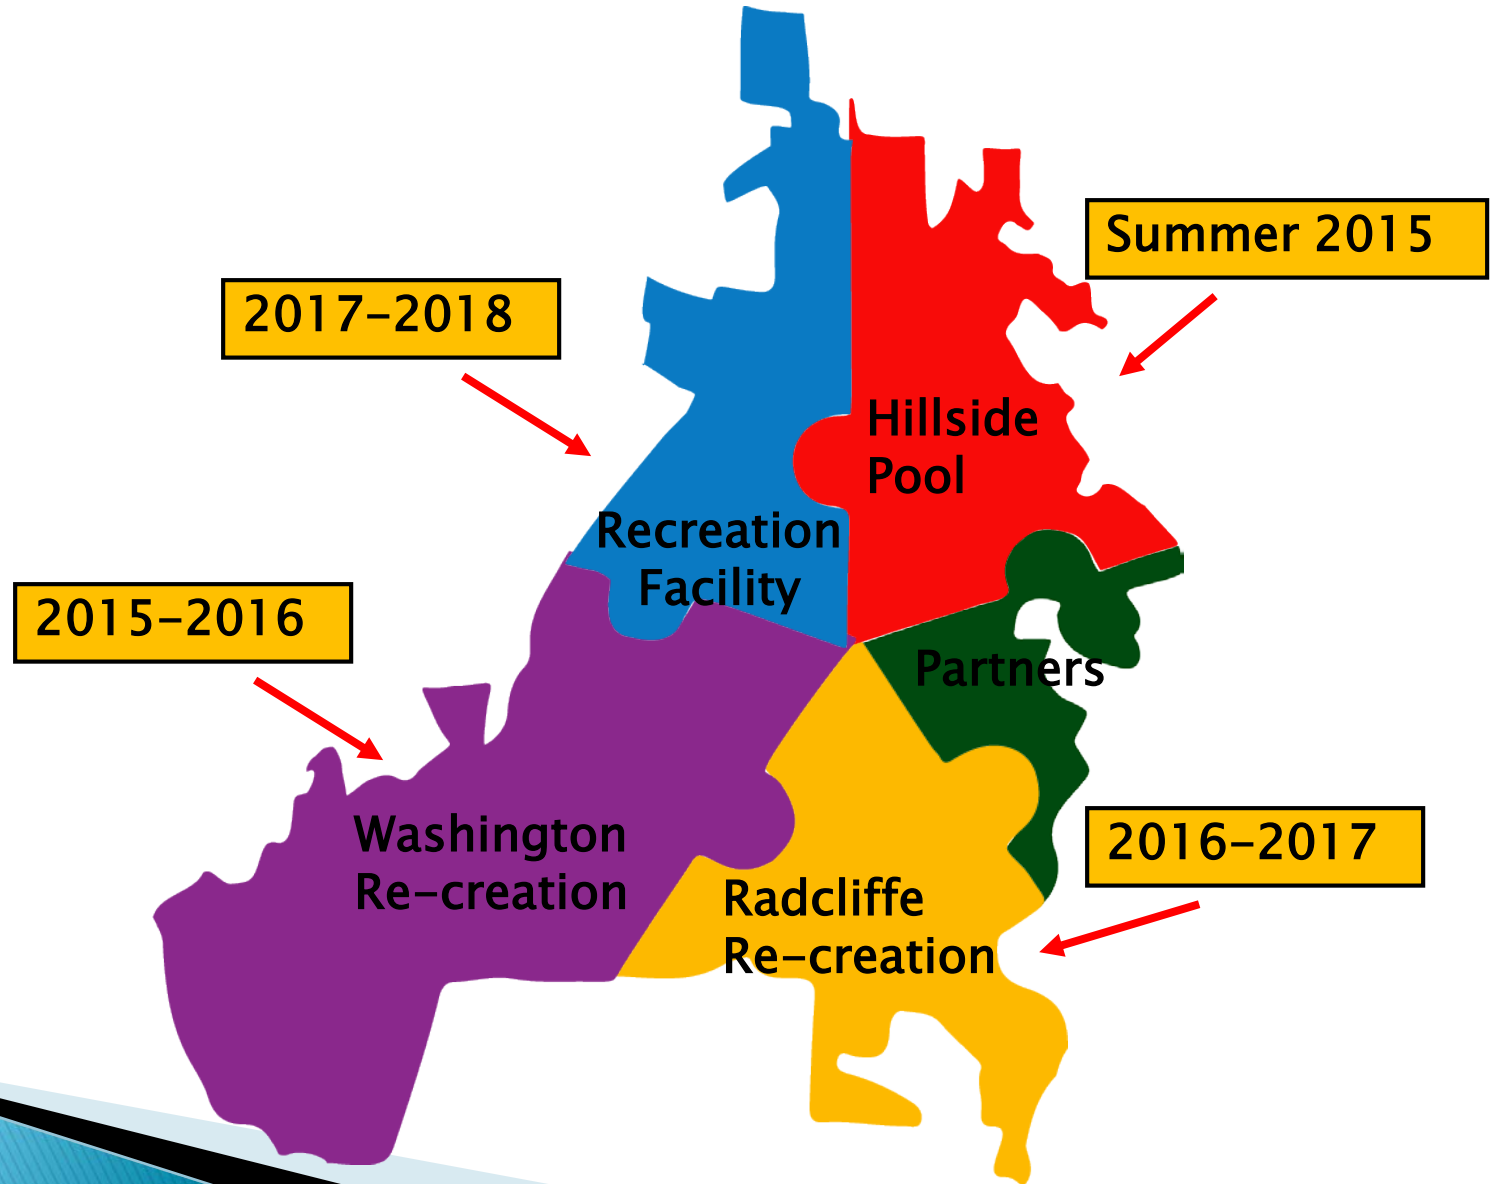 Summer 2015
2017-2018
Hillside
Pool
Recreation
Facility
2015-2016
Partners
Washington
Re-creation
2016-2017
Radcliffe
Re-creation